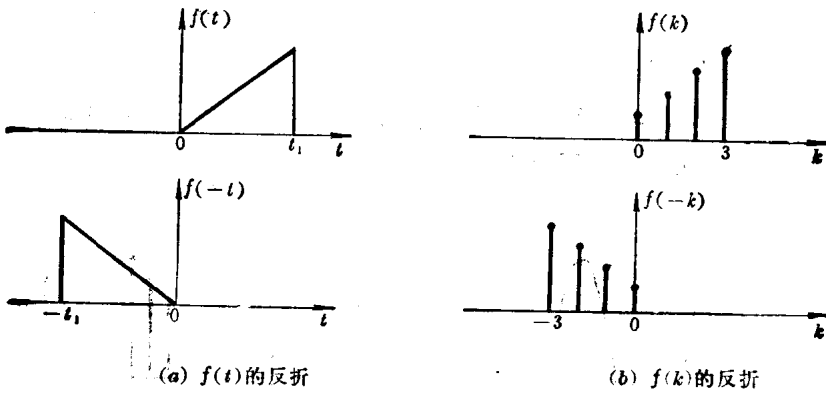 f(t)
0
t₁
t
f(k)
0
3
k
f(-t)
-t₁
0
t
f(-k)
-3
0
k
(a) f(t)的反折
(b) f(k)的反折